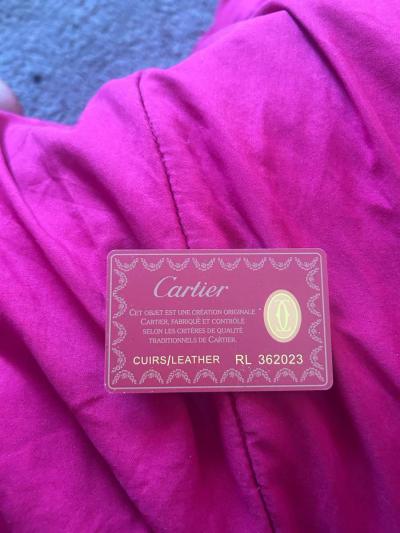 Cartier
CET OBJET EST UNE CRÉATION ORIGINALE
CARTIER, FABRIQUÉ ET CONTRÔLÉ
SELON LES CRITÈRES DE QUALITÉ
TRADITIONNELS DE CARTIER.
CUIRS/LEATHER RL 362023